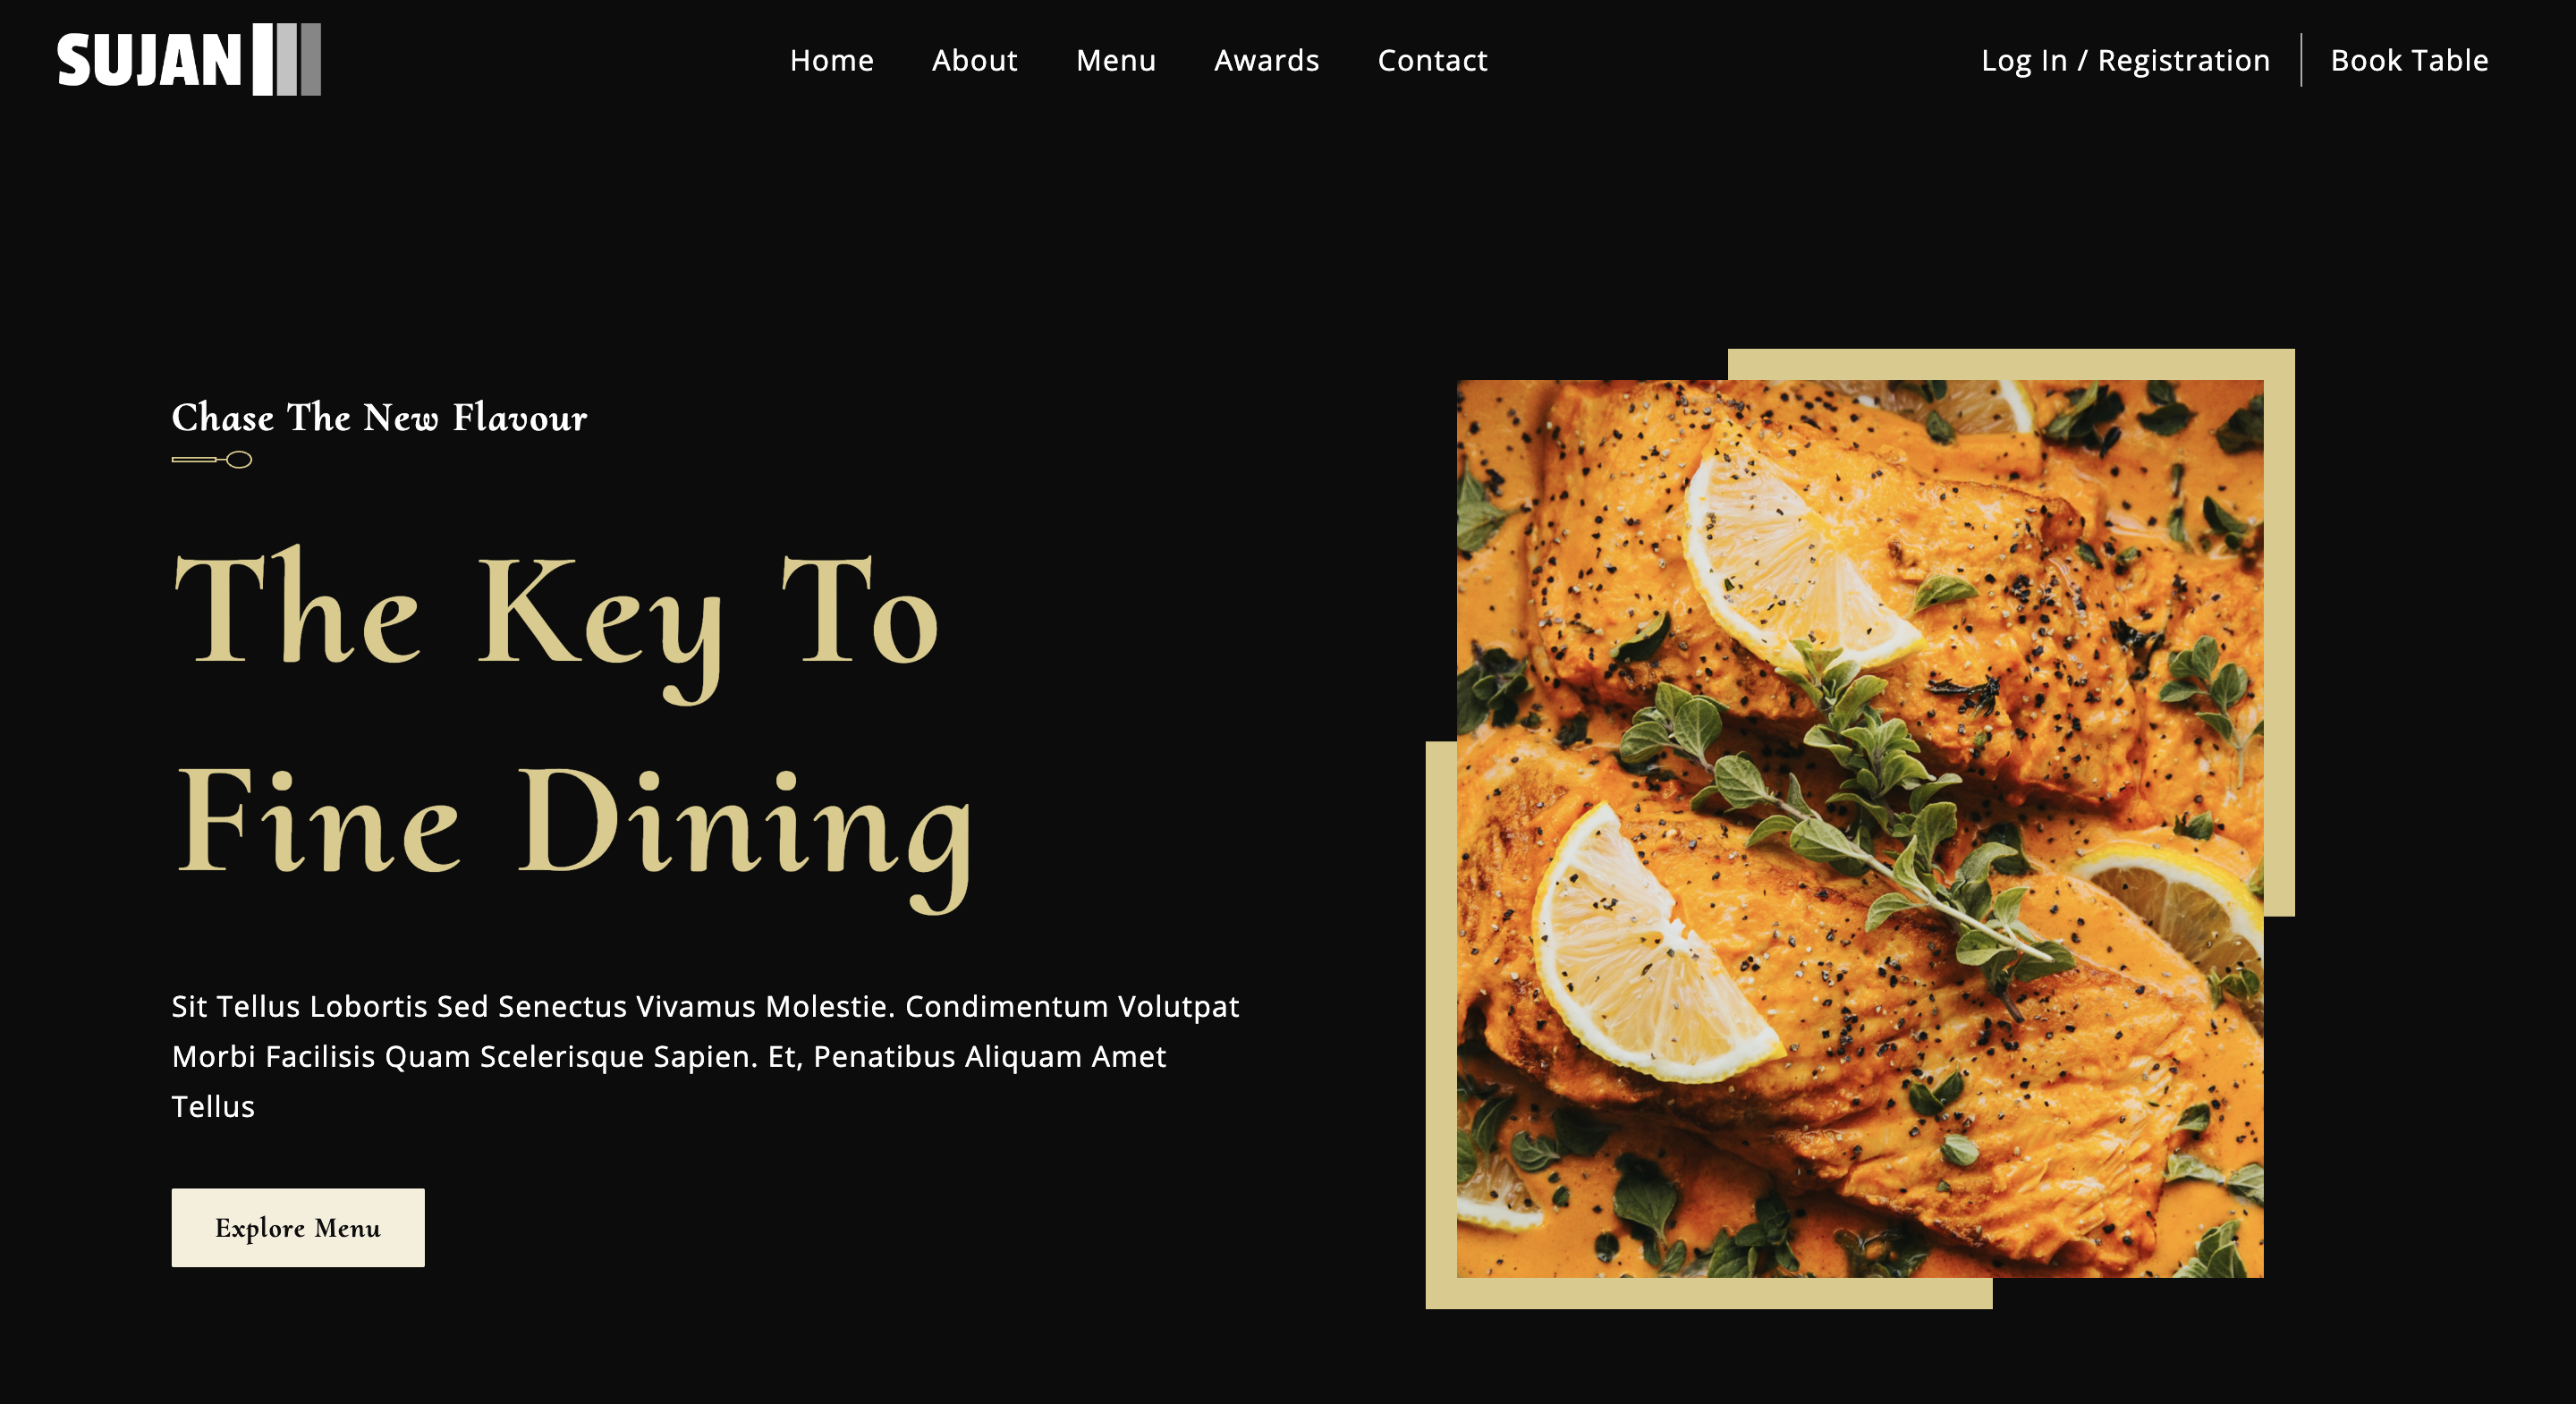 SUJAN
Home About Menu Awards Contact
Log In / Registration Book Table
Chase The New Flavour
The Key To
Fine Dining
Sit Tellus Lobortis Sed Senectus Vivamus Molestie. Condimentum Volutpat
Morbi Facilisis Quam Scelerisque Sapien. Et, Penatibus Aliquam Amet
Tellus
Explore Menu